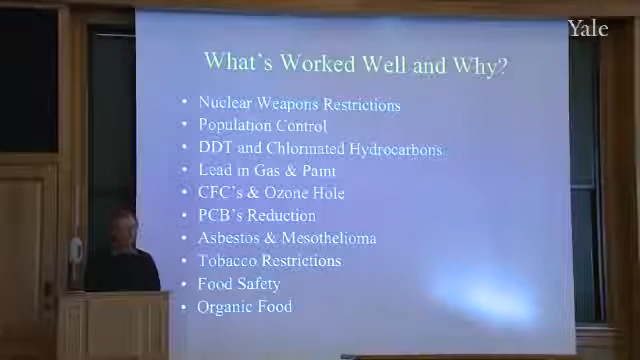 Yale
What's Worked Well and Why?
• Nuclear Weapons Restrictions
• Population Control
• DDT and Chlorinated Hydrocarbons
• Lead in Gas & Paint
• CFC's & Ozone Hole
• PCB's Reduction
• Asbestos & Mesothelioma
• Tobacco Restrictions
• Food Safety
• Organic Food